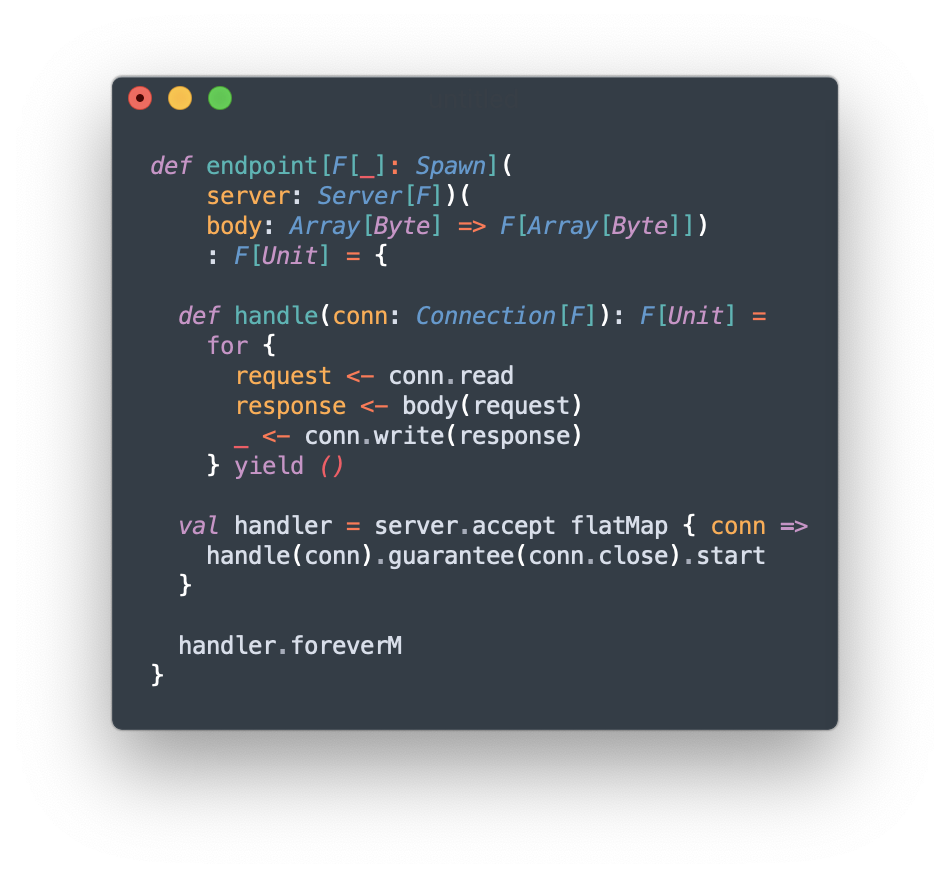 def endpoint[F[_]: Spawn](
    server: Server[F])(
    body: Array[Byte] => F[Array[Byte]])
    : F[Unit] = {

  def handle(conn: Connection[F]): F[Unit] =
    for {
      request <- conn.read
      response <- body(request)
      _ <- conn.write(response)
    } yield ()

  val handler = server.accept flatMap { conn =>
    handle(conn).guarantee(conn.close).start
  }

  handler.foreverM
}